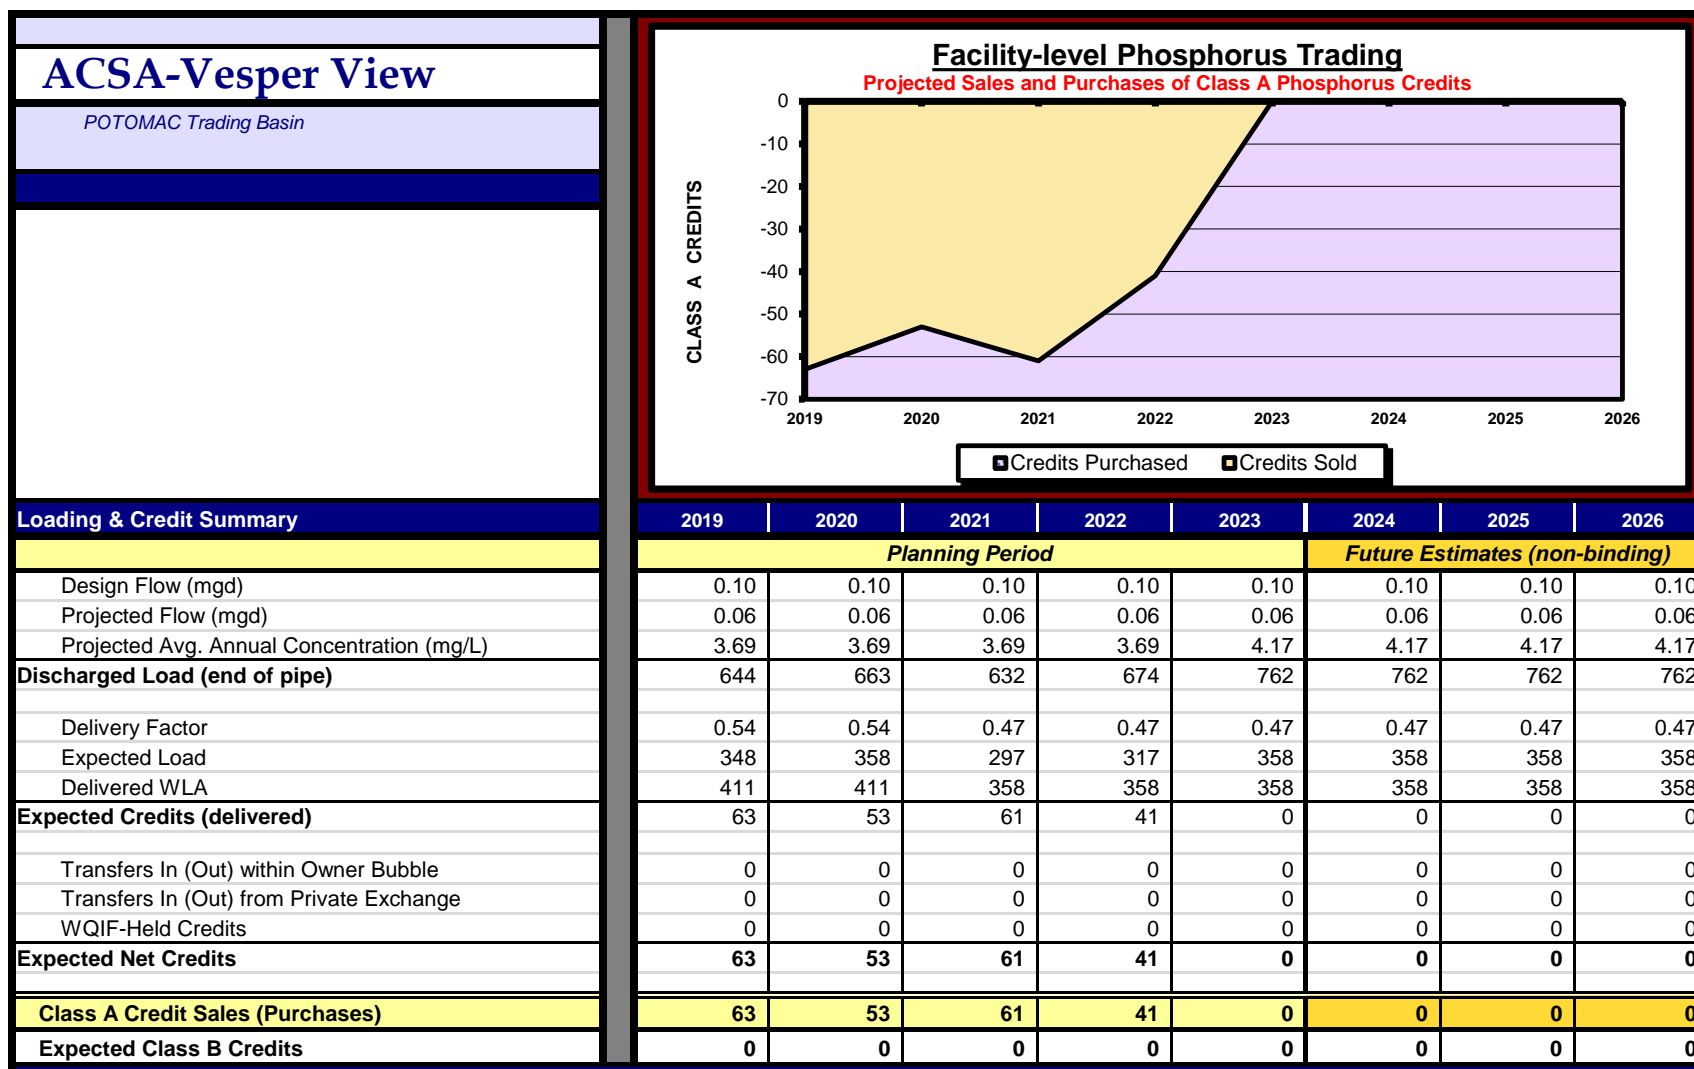 ACSA-Vesper View
POTOMAC Trading Basin
Facility-level Phosphorus Trading
Projected Sales and Purchases of Class A Phosphorus Credits
CLASS A CREDITS
0
-10
-20
-30
-40
-50
-60
-70
2019 2020 2021 2022 2023 2024 2025 2026
Credits Purchased Credits Sold
Loading & Credit Summary 2019 2020 2021 2022 2023 2024 2025 2026
Planning Period Future Estimates (non-binding)
Design Flow (mgd) 0.10 0.10 0.10 0.10 0.10 0.10 0.10 0.10
Projected Flow (mgd) 0.06 0.06 0.06 0.06 0.06 0.06 0.06 0.06
Projected Avg. Annual Concentration (mg/L) 3.69 3.69 3.69 3.69 4.17 4.17 4.17 4.17
Discharged Load (end of pipe) 644 663 632 674 762 762 762 762
Delivery Factor 0.54 0.54 0.47 0.47 0.47 0.47 0.47 0.47
Expected Load 348 358 297 317 358 358 358 358
Delivered WLA 411 411 358 358 358 358 358 358
Expected Credits (delivered) 63 53 61 41 0 0 0 0
Transfers In (Out) within Owner Bubble 0 0 0 0 0 0 0 0
Transfers In (Out) from Private Exchange 0 0 0 0 0 0 0 0
WQIF-Held Credits 0 0 0 0 0 0 0 0
Expected Net Credits 63 53 61 41 0 0 0 0
Class A Credit Sales (Purchases) 63 53 61 41 0 0 0 0
Expected Class B Credits 0 0 0 0 0 0 0 0